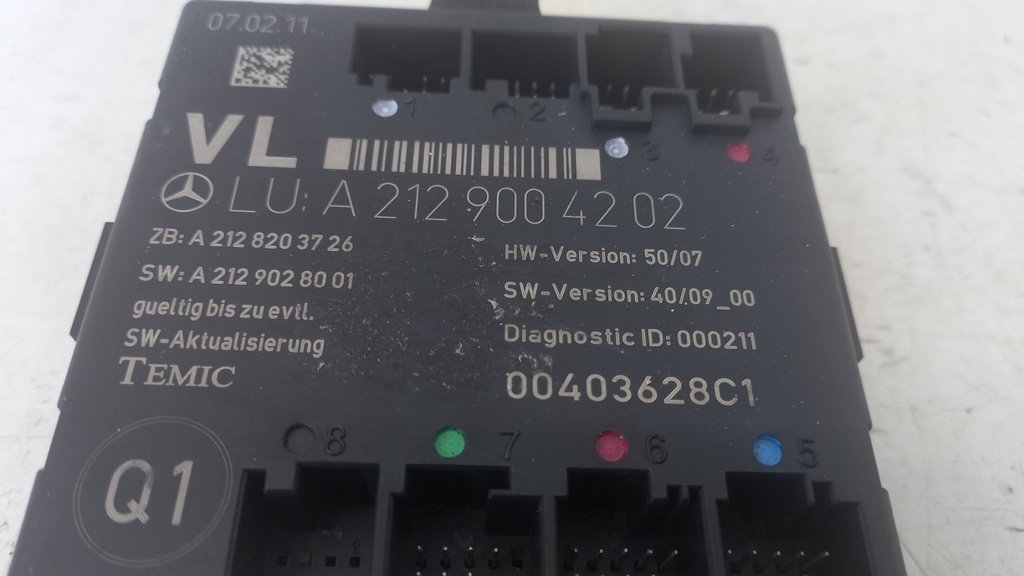 07.02.11
1 2 3 4
VL
LU: A 212 900 42 02
ZB: A 212 820 37 26
HW-Version: 50/07
SW: A 212 902 80 01
SW-Version: 40/09_00
gueltig bis zu evtl.
SW-Aktualisierung
Diagnostic ID: 000211
TEMIC
00403628C1
8 7 6 5
Q1